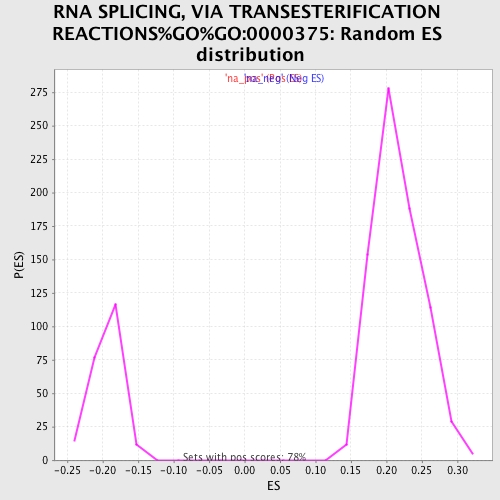 RNA SPLICING, VIA TRANSESTERIFICATION
REACTIONS%GO%GO:0000375: Random ES
distribution
275
250
225
200
175
150
125
100
75
50
25
0
P(ES)
Sets with pos scores: 78%
-0.25 -0.20 -0.15 -0.10 -0.05 0.00 0.05 0.10 0.15 0.20 0.25 0.30
ES